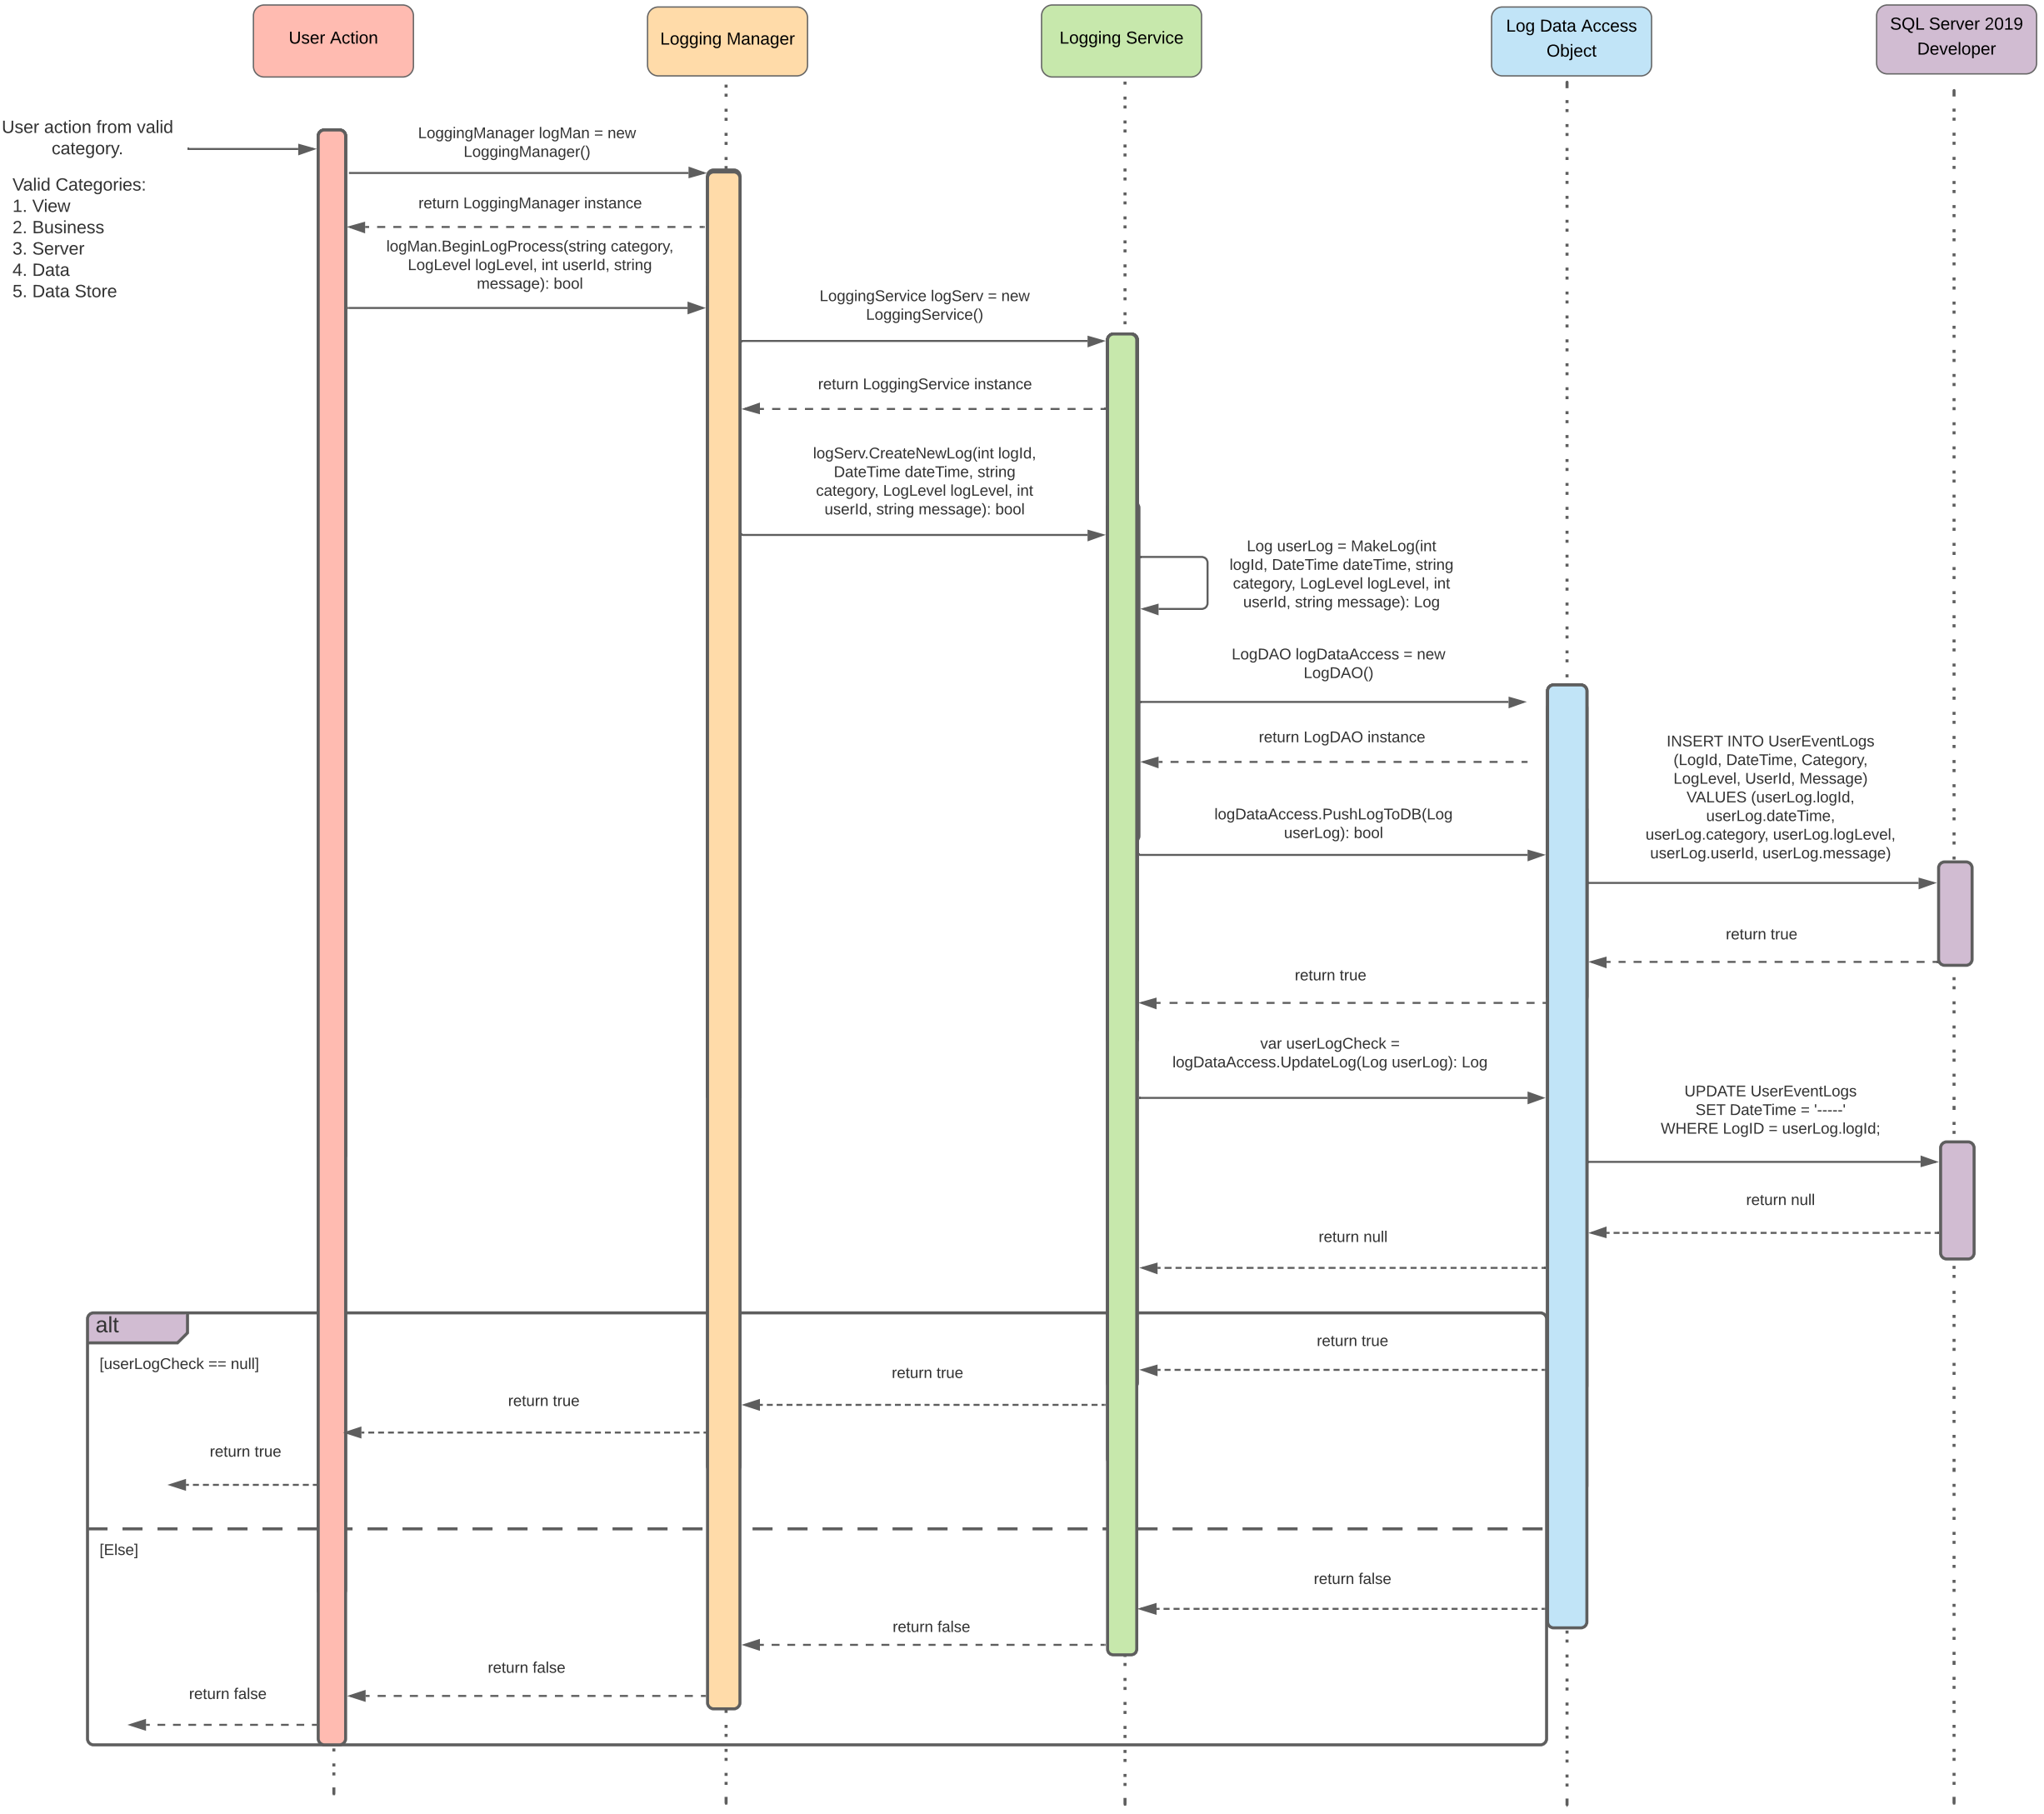 User Action
Logging Manager
Logging Service
Log Data Access
Object
SQL Server 2019
Developer
User action from valid
category.
Valid Categories:
1. View
2. Business
3. Server
4. Data
5. Data Store
LoggingManager logMan = new
LoggingManager()
return LoggingManager instance
logMan.BeginLogProcess(string category,
LogLevel logLevel, int userId, string
message): bool
LoggingService logServ = new
LoggingService()
return LoggingService instance
logServ.CreateNewLog(int logId,
DateTime dateTime, string
category, LogLevel logLevel, int
userId, string message): bool
Log userLog = MakeLog(int
logId, DateTime dateTime, string
category, LogLevel logLevel, int
userId, string message): Log
LogDAO logDataAccess = new
LogDAO()
return LogDAO instance
logDataAccess.PushLogToDB(Log
userLog): bool
INSERT INTO UserEventLogs
(LogId, DateTime, Category,
LogLevel, UserId, Message)
VALUES (userLog.logId,
userLog.dateTime,
userLog.category, userLog.logLevel,
userLog.userId, userLog.message)
return true
return true
var userLogCheck =
logDataAccess.UpdateLog(Log userLog): Log
UPDATE UserEventLogs
SET DateTime = '-----'
WHERE LogID = userLog.logId;
return null
return null
alt
[userLogCheck == null]
return true
return true
return true
return true
[Else]
return false
return false
return false
return false